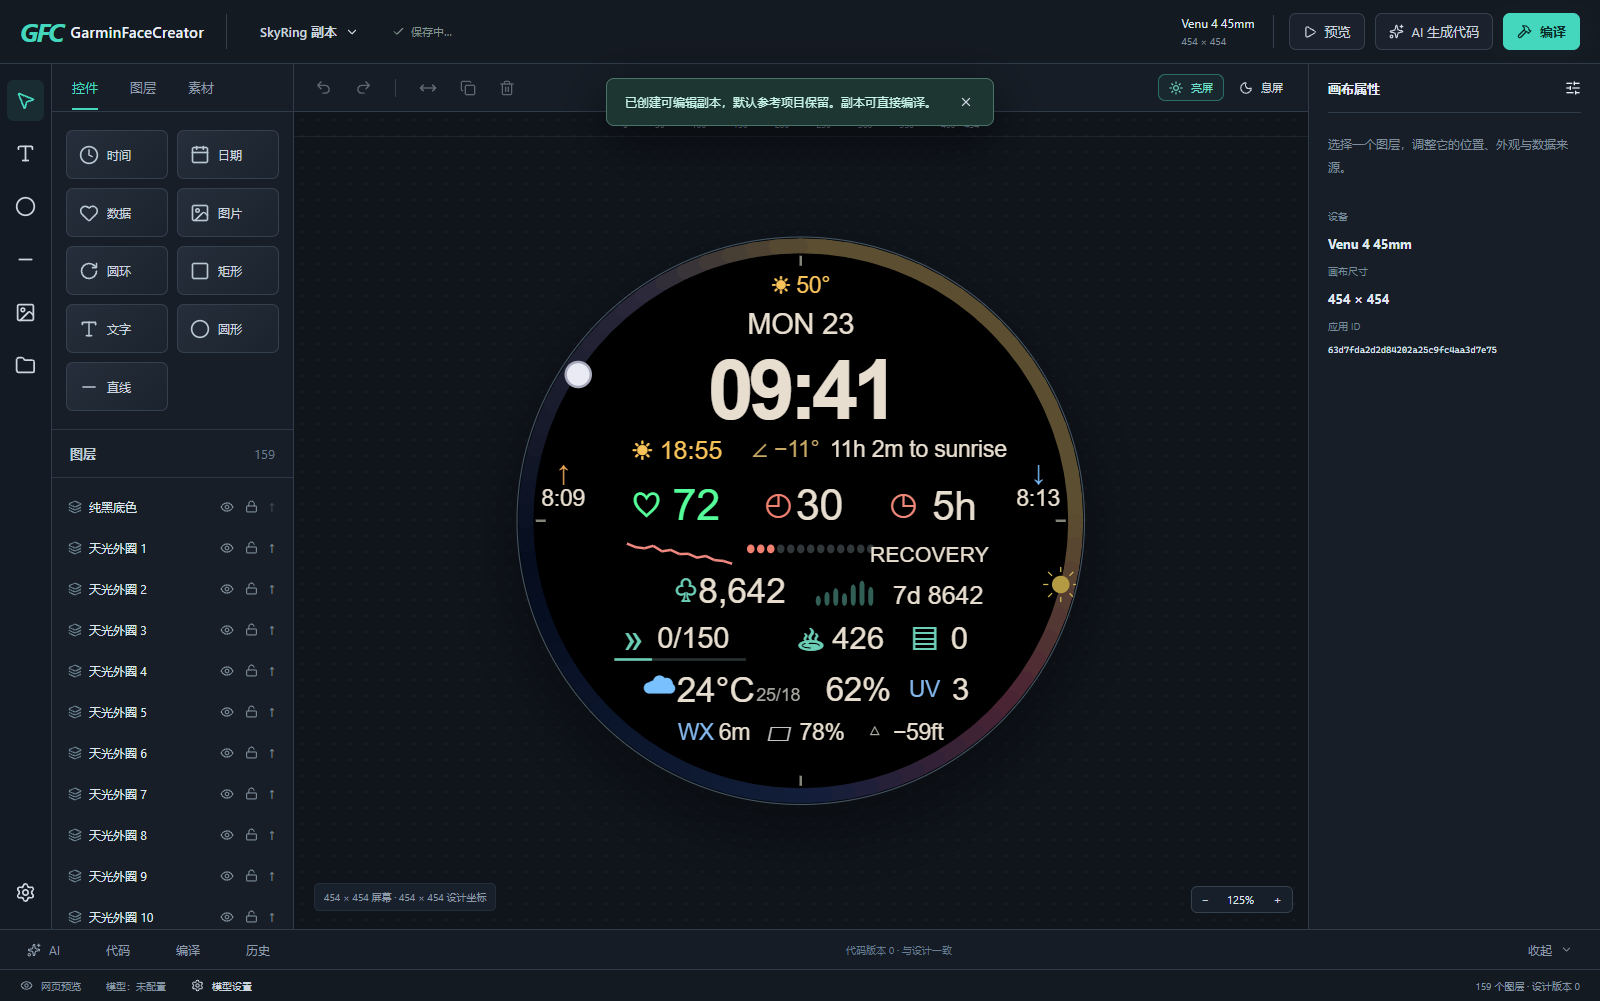 GFC GarminFaceCreator
SkyRing 副本
保存中...
Venu 4 45mm
454 × 454
预览
AI 生成代码
编译
控件
图层
素材
已创建可编辑副本，默认参考项目保留。副本可直接编译。
亮屏
息屏
画布属性
时间
日期
数据
图片
圆环
矩形
文字
圆形
直线
图层
159
纯黑底色
天光外圈 1
天光外圈 2
天光外圈 3
天光外圈 4
天光外圈 5
天光外圈 6
天光外圈 7
天光外圈 8
天光外圈 9
天光外圈 10
50°
MON 23
09:41
18:55
−11°
11h 2m to sunrise
8:09
72
30
5h
8:13
RECOVERY
8,642
7d 8642
0/150
426
0
24°C
25/18
62%
UV 3
WX 6m
78%
−59ft
选择一个图层，调整它的位置、外观与数据来
源。
设备
Venu 4 45mm
画布尺寸
454 × 454
应用 ID
63d7fda2d2d84202a25c9fc4aa3d7e75
454 × 454 屏幕 · 454 × 454 设计坐标
− 125% +
AI
代码
编译
历史
代码版本 0 · 与设计一致
收起
网页预览
模型：未配置
模型设置
159 个图层 · 设计版本 0